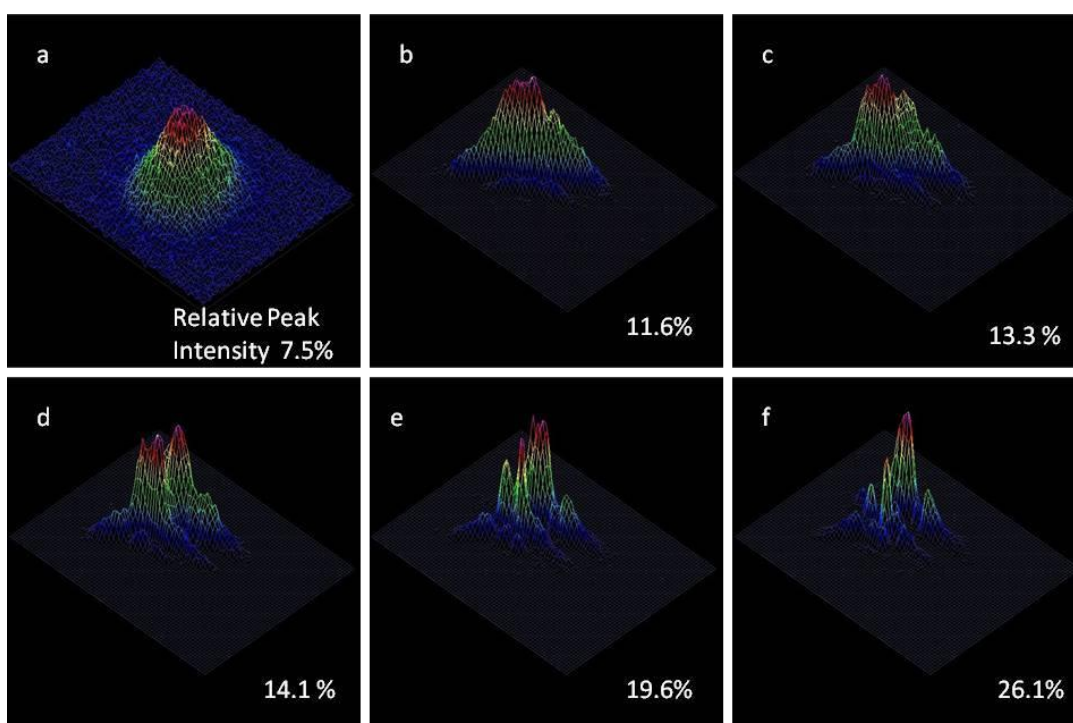 a
Relative Peak
Intensity 7.5%
b
11.6%
c
13.3 %
d
14.1 %
e
19.6%
f
26.1%